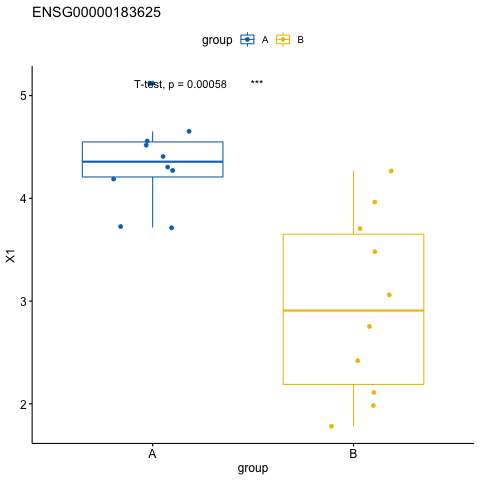 ENSG00000183625
group A B
T-test, p = 0.00058 ***
5
4
3
2
X1
A B
group